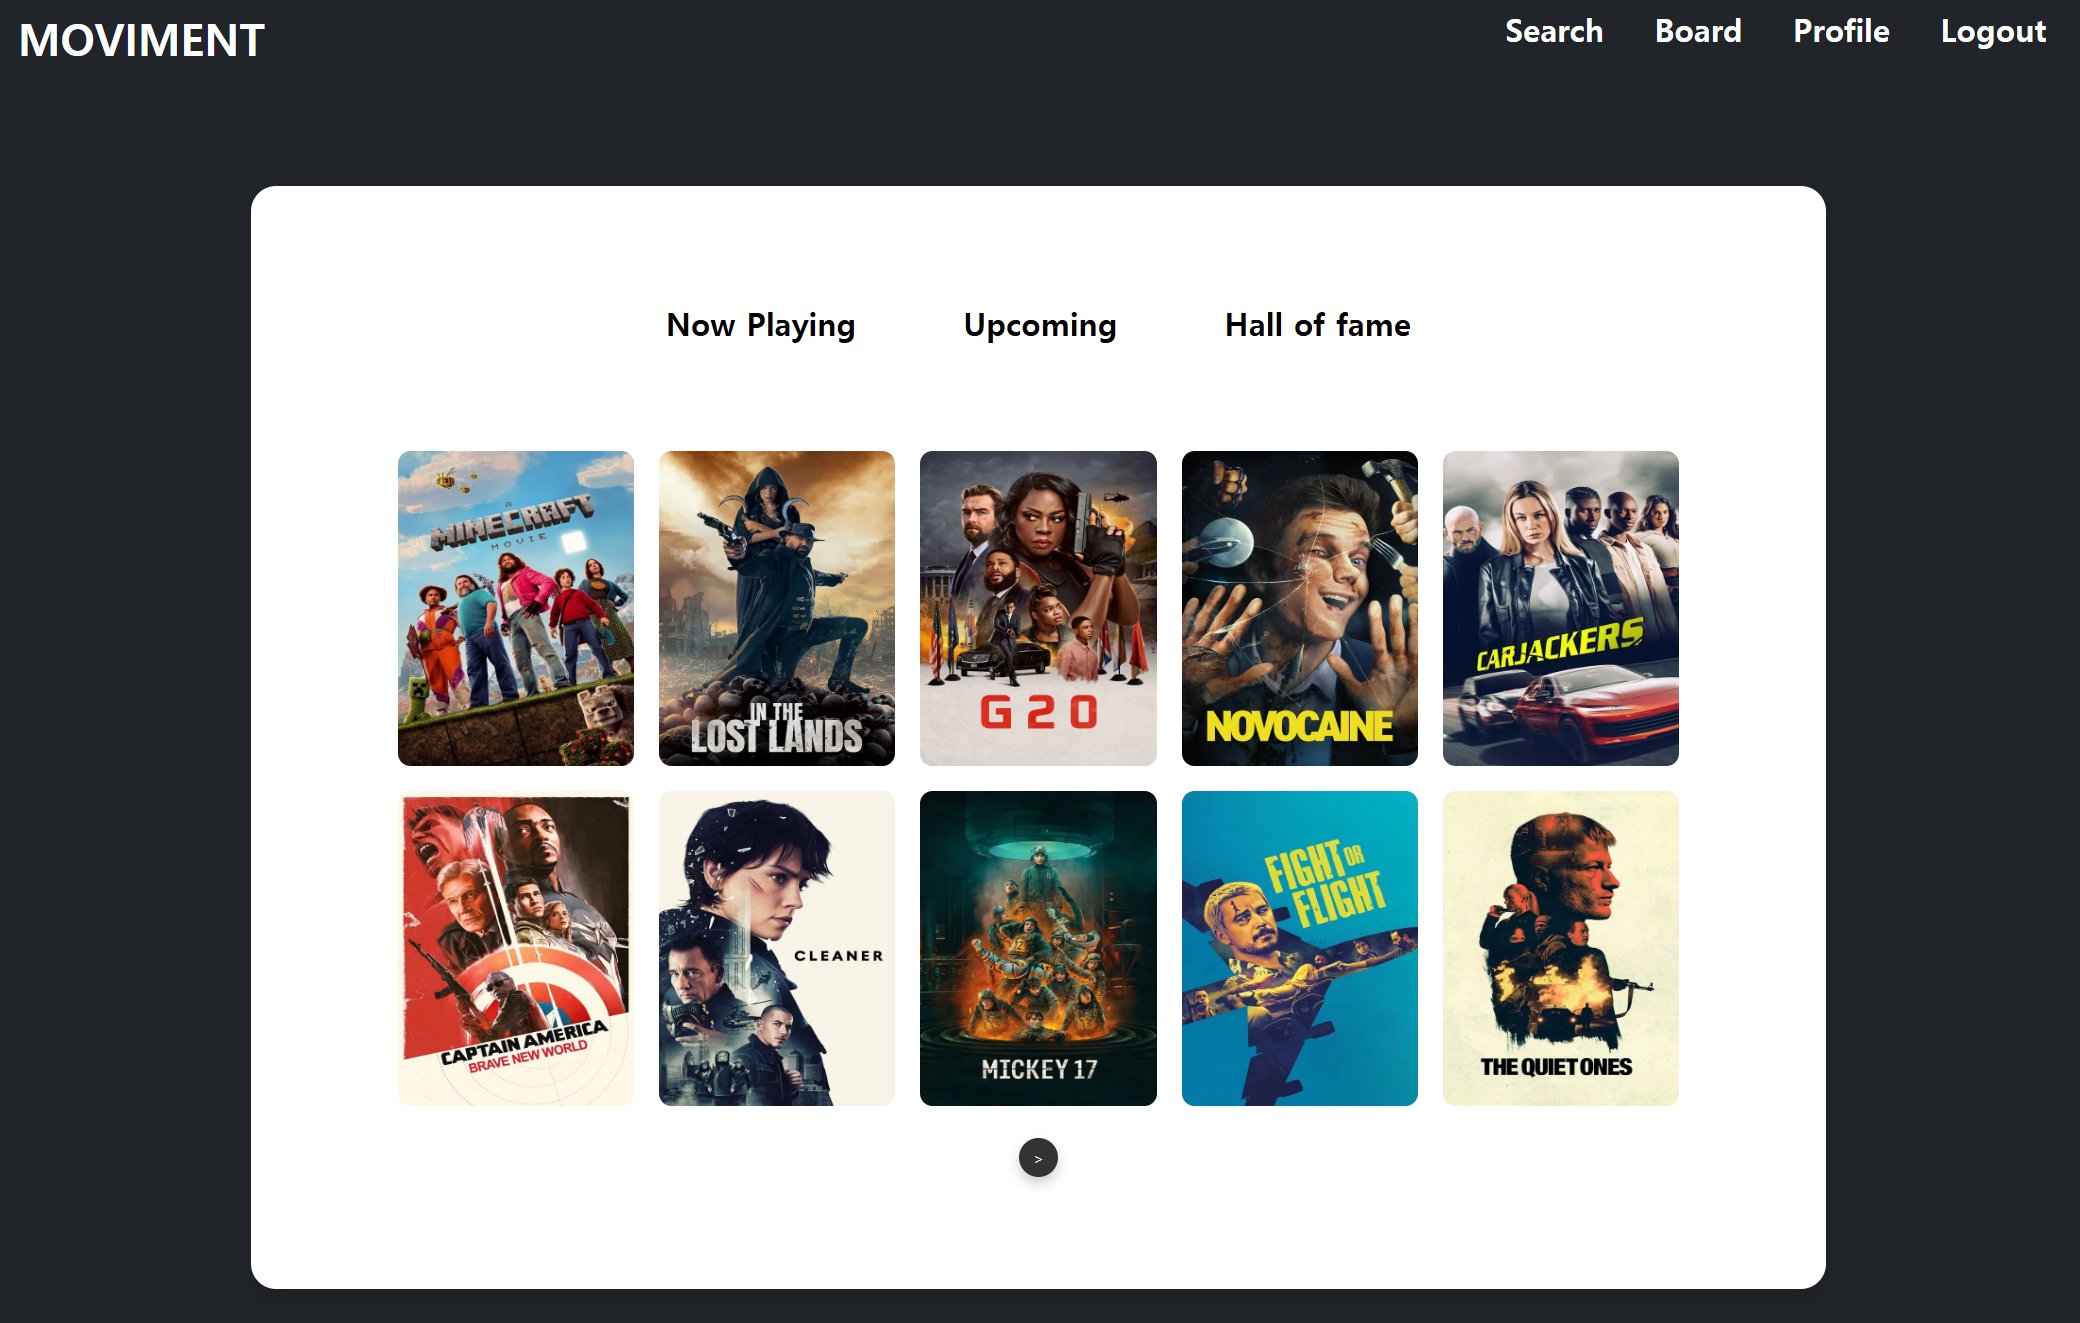 MOVIMENT
Search Board Profile Logout
Now Playing Upcoming Hall of fame
A
MINECRAFT
MOVIE
IN THE
LOST LANDS
G20
NOVOCAINE
CARJACKERS
CAPTAIN AMERICA
BRAVE NEW WORLD
CLEANER
MICKEY 17
FIGHT OR
FLIGHT
THE QUIET ONES
>